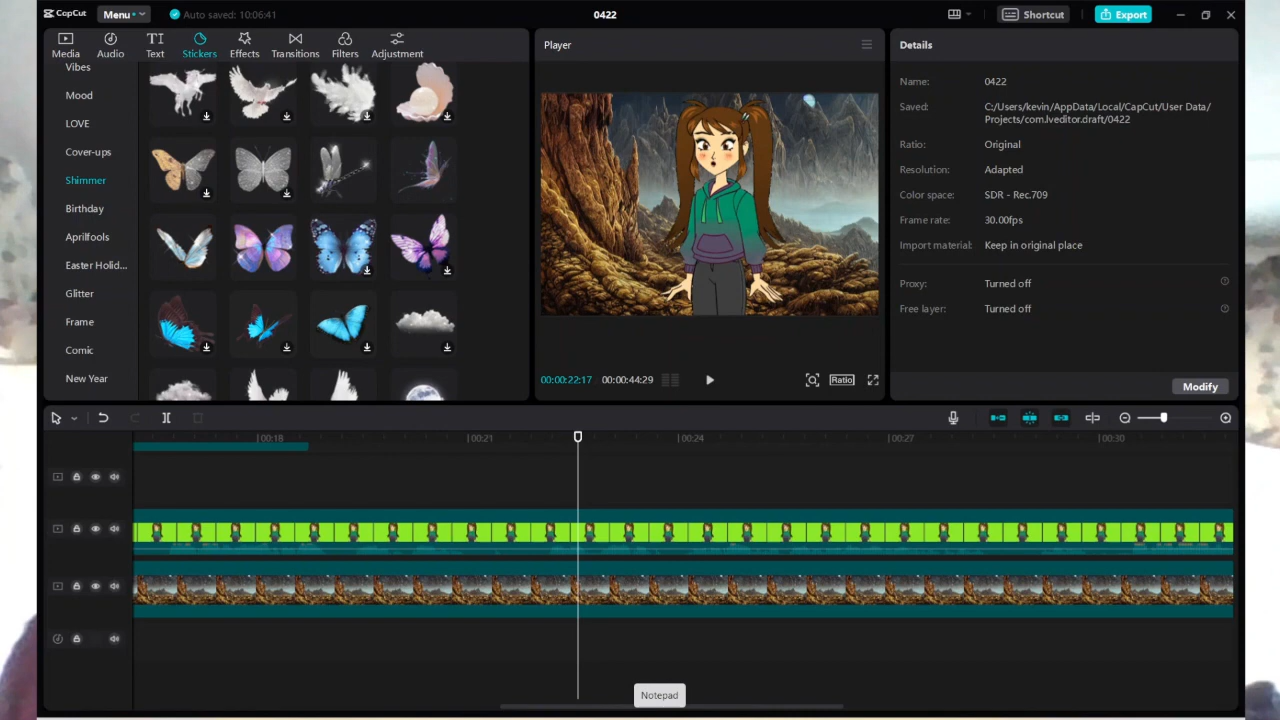 CapCut
Menu
Auto saved: 10:06:41
0422
Shortcut
Export
Media
Audio
Text
Stickers
Effects
Transitions
Filters
Adjustment
Vibes
Mood
LOVE
Cover-ups
Shimmer
Birthday
Aprilfools
Easter Holid...
Glitter
Frame
Comic
New Year
Player
00:00:22:17
00:00:44:29
Ratio
Details
Name: 0422
Saved: C:/Users/kevin/AppData/Local/CapCut/User Data/
Projects/com.lveditor.draft/0422
Ratio: Original
Resolution: Adapted
Color space: SDR - Rec.709
Frame rate: 30.00fps
Import material: Keep in original place
Proxy: Turned off
Free layer: Turned off
Modify
00:18
00:21
00:24
00:27
00:30
Notepad